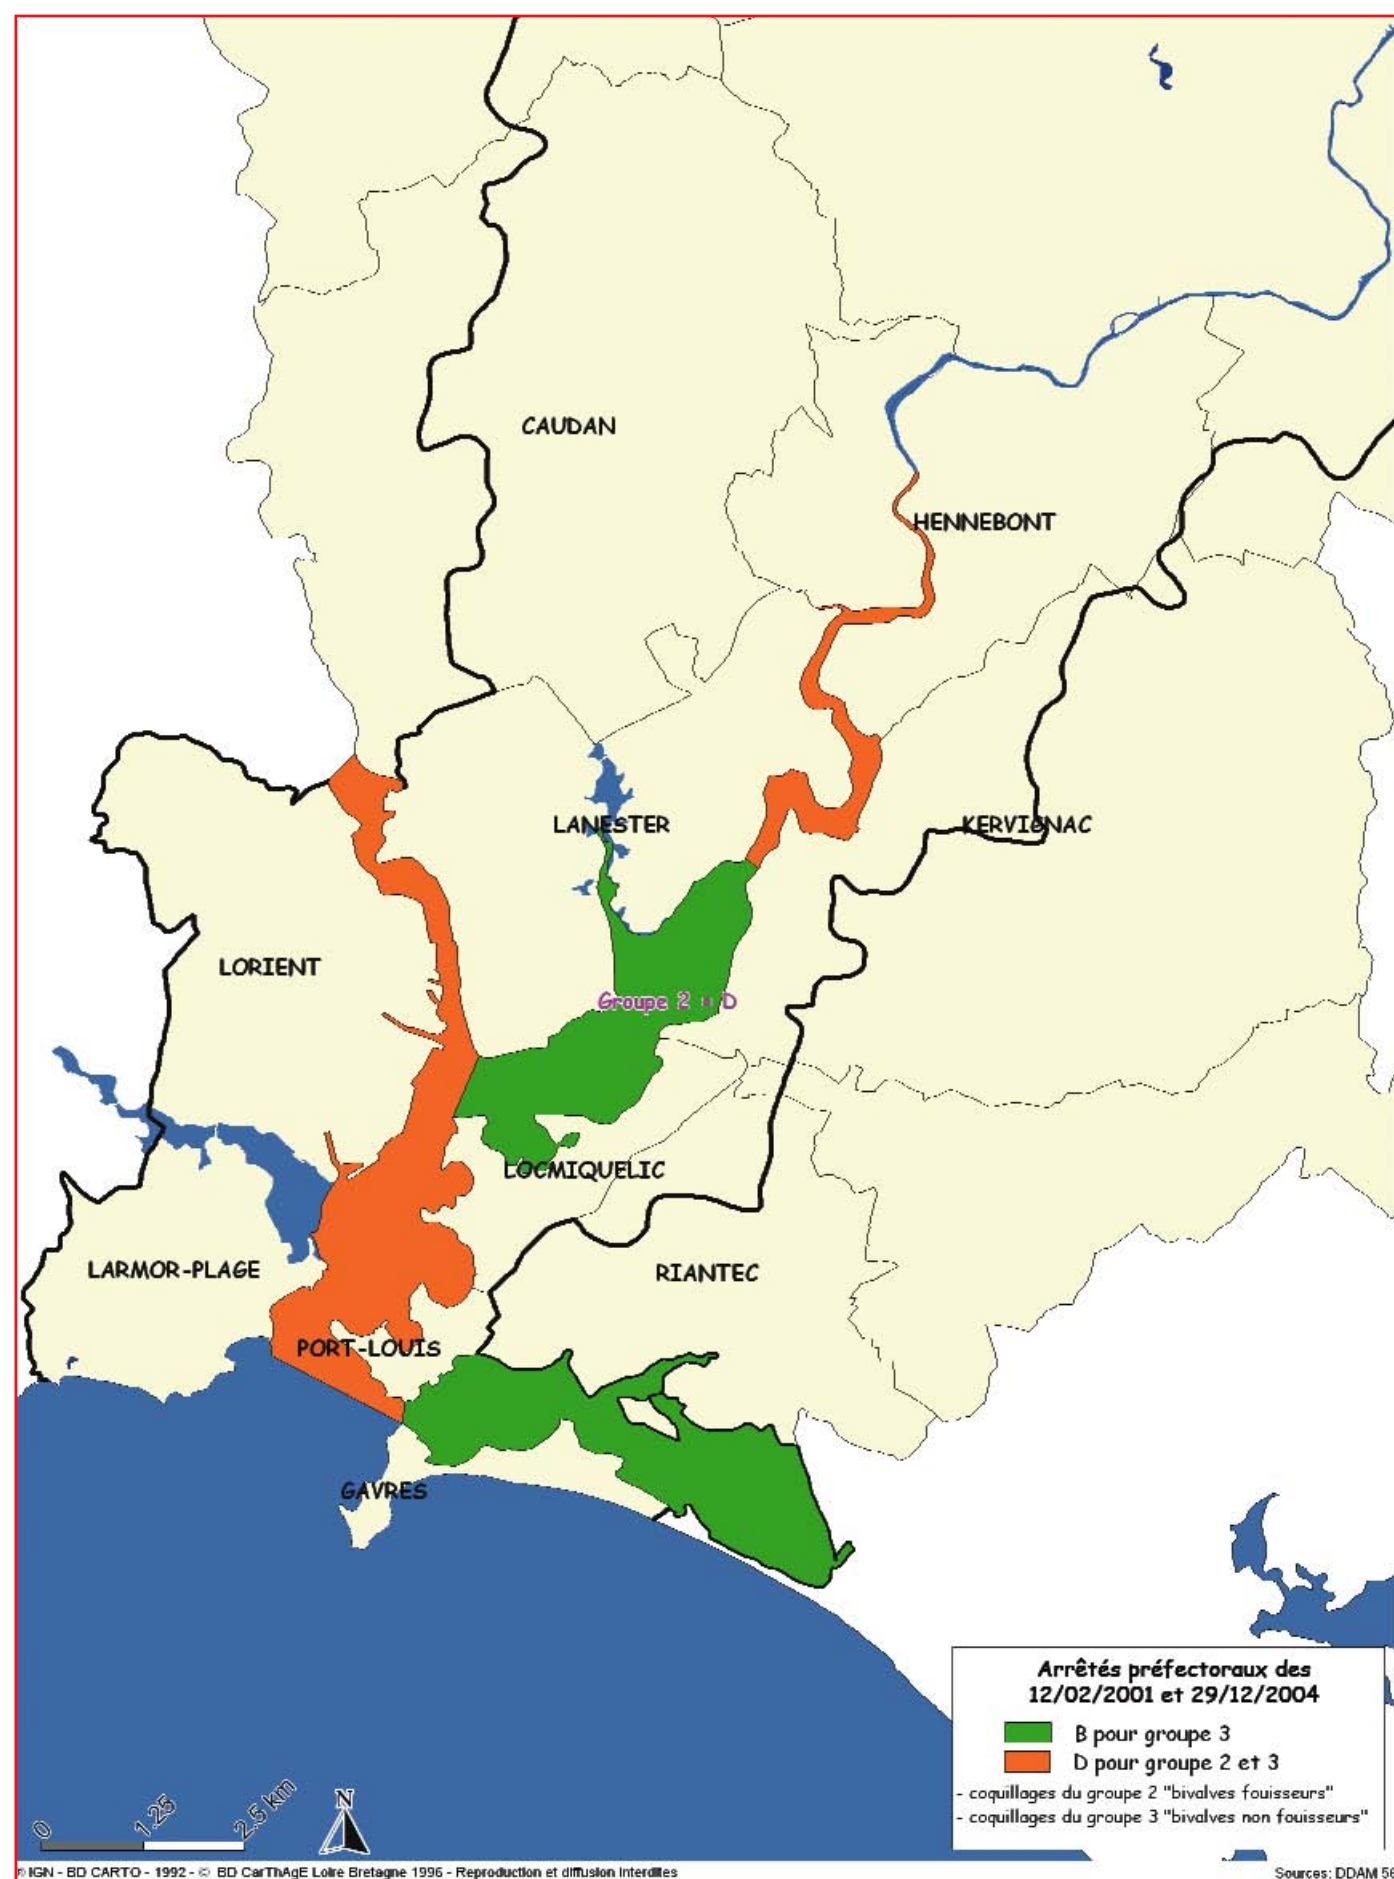 CAUDAN
HENNEBONT
LANESTER
KERVIGNAC
LORIENT
Groupe 2 = D
LOCMIQUELIC
LARMOR-PLAGE
RIANTEC
PORT-LOUIS
GAVRES
Arrêtés préfectoraux des
12/02/2001 et 29/12/2004
B pour groupe 3
D pour groupe 2 et 3
- coquillages du groupe 2 "bivalves fouisseurs"
- coquillages du groupe 3 "bivalves non fouisseurs"
0 1.25 2.5 km
N
© IGN - BD CARTO - 1992 - © BD CarThAgE Loire Bretagne 1996 - Reproduction et diffusion interdites
Sources: DDAM 56